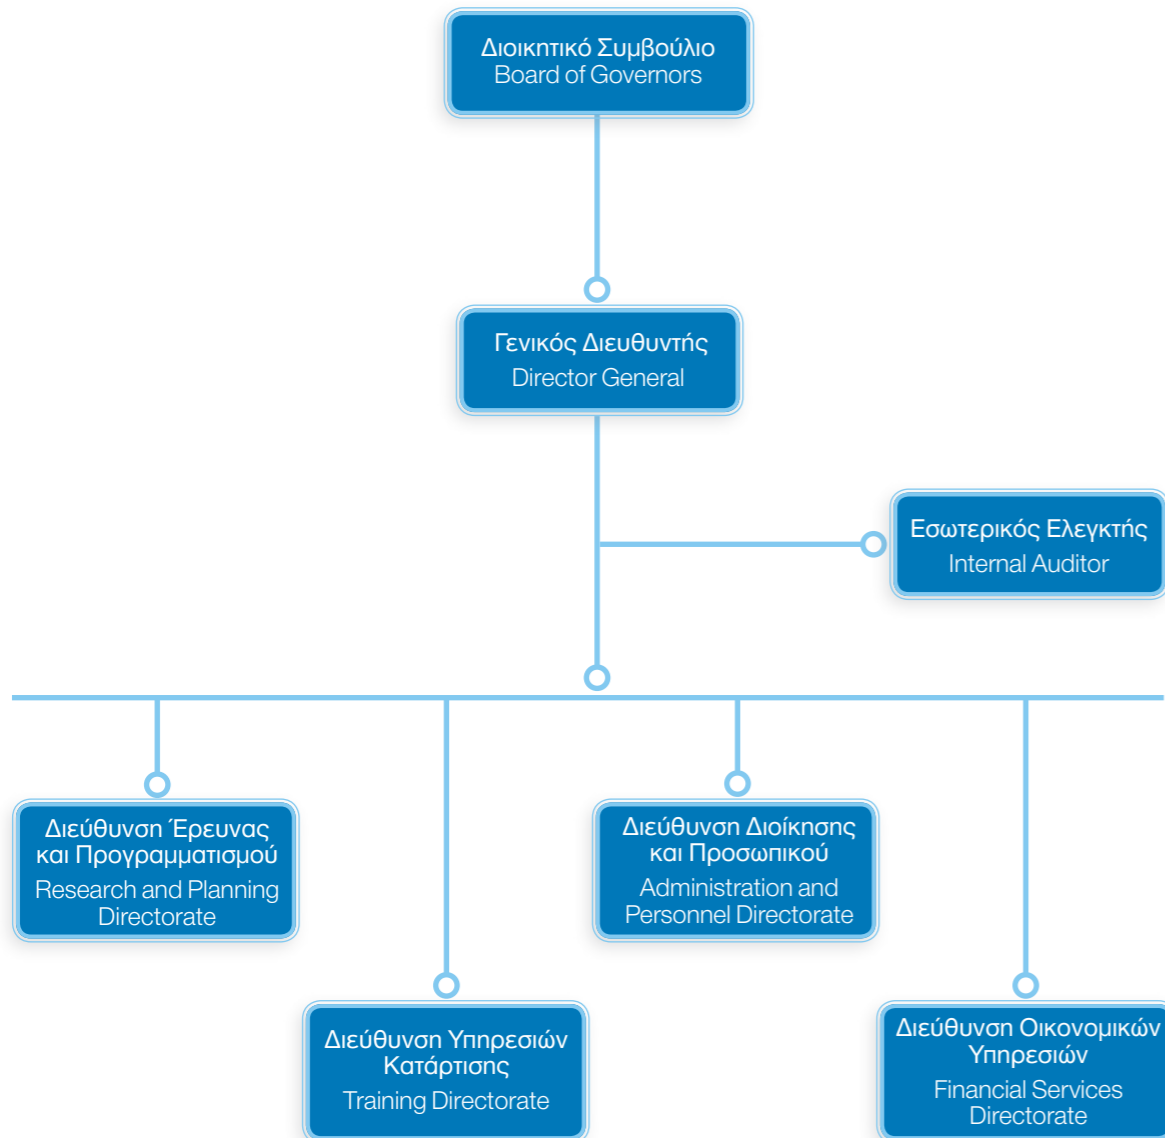 Διοικητικό Συμβούλιο
Board of Governors
Γενικός Διευθυντής
Director General
Εσωτερικός Ελεγκτής
Internal Auditor
Διεύθυνση Έρευνας
και Προγραμματισμού
Research and Planning
Directorate
Διεύθυνση Διοίκησης
και Προσωπικού
Administration and
Personnel Directorate
Διεύθυνση Υπηρεσιών
Κατάρτισης
Training Directorate
Διεύθυνση Οικονομικών
Υπηρεσιών
Financial Services
Directorate